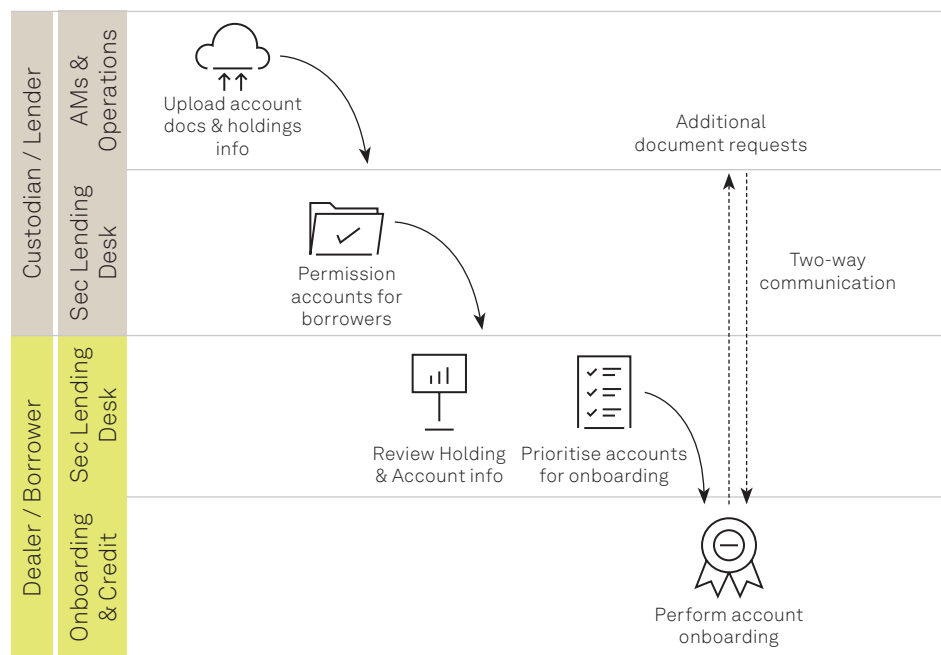 Custodian / Lender
AMs &
Operations
Upload account
docs & holdings
info
Additional
document requests
Sec Lending
Desk
Permission
accounts for
borrowers
Two-way
communication
Dealer / Borrower
Sec Lending
Desk
Review Holding
& Account info
Prioritise accounts
for onboarding
Onboarding
& Credit
Perform account
onboarding